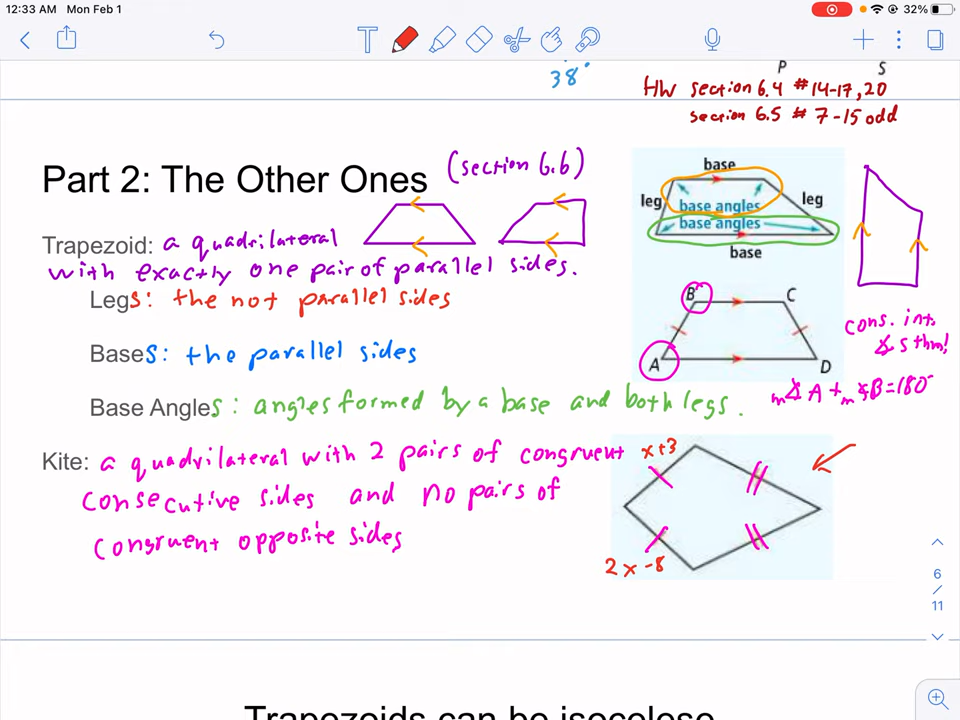 12:33 AM Mon Feb 1
32%
T
38°
P S
HW section 6.4 # 14-17, 20
section 6.5 # 7-15 odd
Part 2: The Other Ones (section 6.6)
Trapezoid: a quadrilateral
with exactly one pair of parallel sides.
Legs: the not parallel sides
Bases: the parallel sides
Base Angles: angles formed by a base and both legs.
Kite: a quadrilateral with 2 pairs of congruent
consecutive sides and no pairs of
congruent opposite sides
base
leg base angles leg
base angles
base
B C
A D
cons. int.
∡s thm!
m∡A + m∡B = 180°
x+3
2x-8
6
/
11
Trapezoids can be isocelese